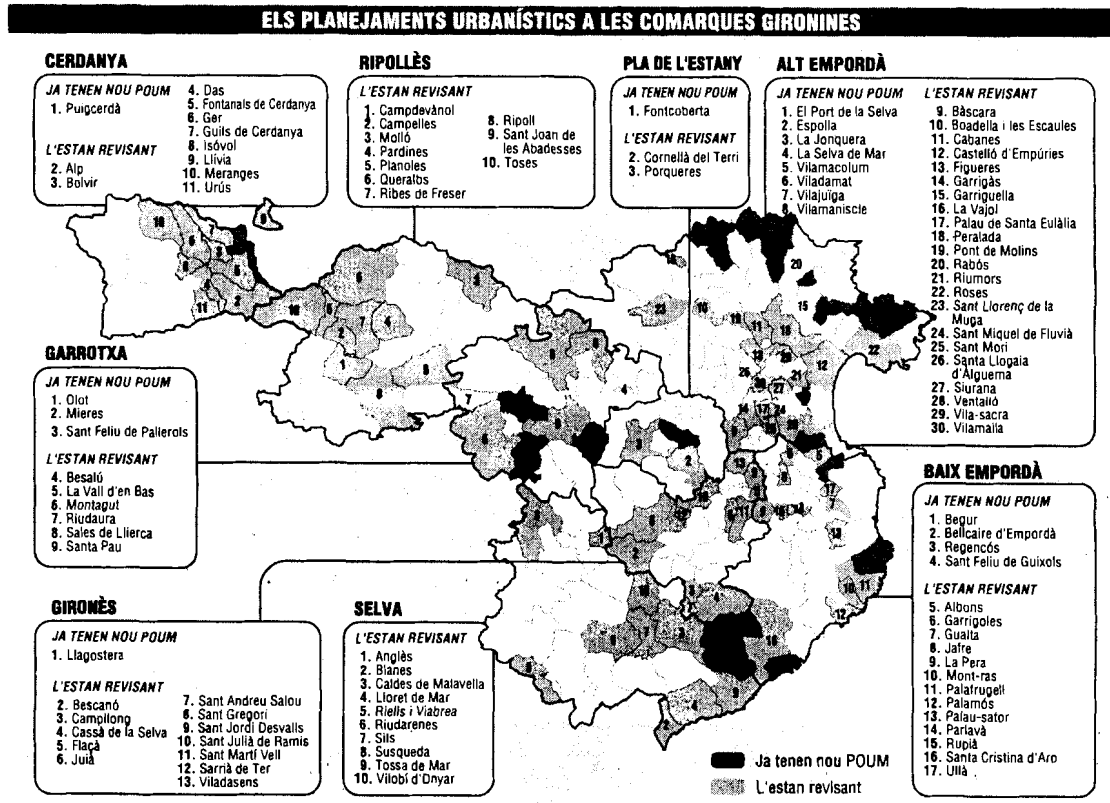 ELS PLANEJAMENTS URBANÍSTICS A LES COMARQUES GIRONINES
CERDANYA
JA TENEN NOU POUM
1. Puigcerdà
L'ESTAN REVISANT
2. Alp
3. Bolvir
4. Das
5. Fontanals de Cerdanya
6. Ger
7. Guils de Cerdanya
8. Isòvol
9. Llívia
10. Meranges
11. Urús
RIPOLLÈS
L'ESTAN REVISANT
1. Campdevànol
2. Campelles
3. Molló
4. Pardines
5. Planoles
6. Queralbs
7. Ribes de Freser
8. Ripoll
9. Sant Joan de
les Abadesses
10. Toses
PLA DE L'ESTANY
JA TENEN NOU POUM
1. Fontcoberta
L'ESTAN REVISANT
2. Cornellà del Terri
3. Porqueres
ALT EMPORDÀ
JA TENEN NOU POUM
1. El Port de la Selva
2. Espolla
3. La Jonquera
4. La Selva de Mar
5. Vilamacolum
6. Viladamat
7. Vilajuïga
8. Vilamaniscle
L'ESTAN REVISANT
9. Bàscara
10. Boadella i les Escaules
11. Cabanes
12. Castelló d'Empúries
13. Figueres
14. Garrigàs
15. Garriguella
16. La Vajol
17. Palau de Santa Eulàlia
18. Peralada
19. Pont de Molins
20. Rabós
21. Riumors
22. Roses
23. Sant Llorenç de la
Muga
24. Sant Miquel de Fluvià
25. Sant Mori
26. Santa Llogaia
d'Àlguema
27. Siurana
28. Ventalló
29. Vila-sacra
30. Vilamalla
GARROTXA
JA TENEN NOU POUM
1. Olot
2. Mieres
3. Sant Feliu de Pallerols
L'ESTAN REVISANT
4. Besalú
5. La Vall d'en Bas
6. Montagut
7. Riudaura
8. Sales de Llierca
9. Santa Pau
GIRONÈS
JA TENEN NOU POUM
1. Llagostera
L'ESTAN REVISANT
2. Bescanó
3. Campllong
4. Cassà de la Selva
5. Flaçà
6. Juià
7. Sant Andreu Salou
8. Sant Gregori
9. Sant Jordi Desvalls
10. Sant Julià de Ramis
11. Sant Martí Vell
12. Sarrià de Ter
13. Viladasens
SELVA
L'ESTAN REVISANT
1. Anglès
2. Blanes
3. Caldes de Malavella
4. Lloret de Mar
5. Riells i Viabrea
6. Riudarenes
7. Sils
8. Susqueda
9. Tossa de Mar
10. Vilobí d'Onyar
BAIX EMPORDÀ
JA TENEN NOU POUM
1. Begur
2. Bellcaire d'Empordà
3. Regencós
4. Sant Feliu de Guíxols
L'ESTAN REVISANT
5. Albons
6. Garrigoles
7. Gualta
8. Jafre
9. La Pera
10. Mont-ras
11. Palafrugell
12. Palamós
13. Palau-sator
14. Parlavà
15. Rupià
16. Santa Cristina d'Aro
17. Ullà
Ja tenen nou POUM
L'estan revisant